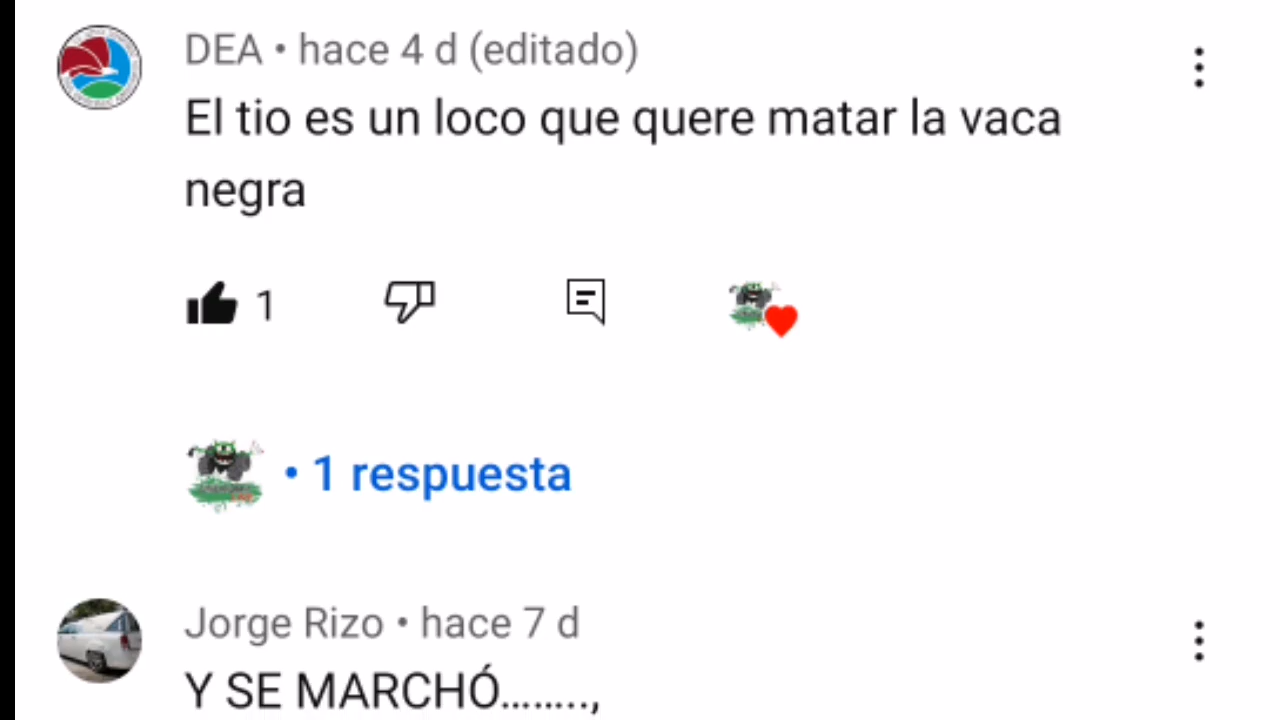 DEA • hace 4 d (editado)
El tio es un loco que quere matar la vaca
negra
1
• 1 respuesta
Jorge Rizo • hace 7 d
Y SE MARCHÓ........,